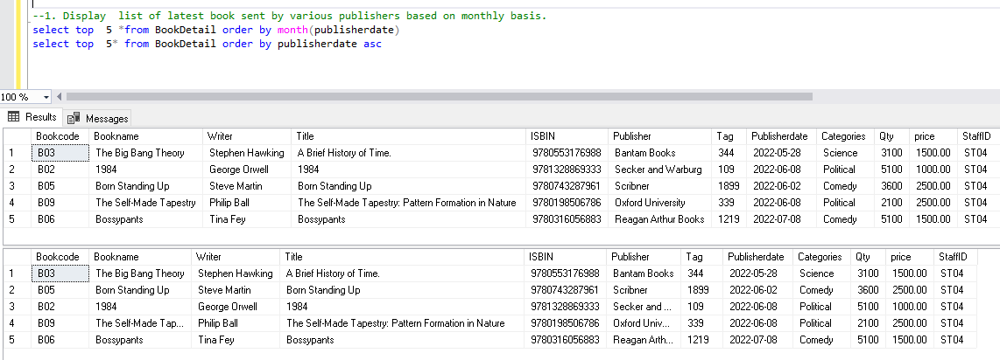 --1. Display  list of latest book sent by various publishers based on monthly basis.
select top  5 *from BookDetail order by month(publisherdate)
select top  5* from BookDetail order by publisherdate asc
100 %
Results Messages
Bookcode Bookname Writer Title ISBIN Publisher Tag Publisherdate Categories Qty price StaffID
1 B03 The Big Bang Theory Stephen Hawking A Brief History of Time. 9780553176988 Bantam Books 344 2022-05-28 Science 3100 1500.00 ST04
2 B02 1984 George Orwell 1984 9781328869333 Secker and Warburg 109 2022-06-08 Political 5100 1000.00 ST04
3 B05 Born Standing Up Steve Martin Born Standing Up 9780743287961 Scribner 1899 2022-06-02 Comedy 3600 2500.00 ST04
4 B09 The Self-Made Tapestry Philip Ball The Self-Made Tapestry: Pattern Formation in Nature 9780198506786 Oxford University 339 2022-06-08 Political 2100 2500.00 ST04
5 B06 Bossypants Tina Fey Bossypants 9780316056883 Reagan Arthur Books 1219 2022-07-08 Comedy 5100 1500.00 ST04
Bookcode Bookname Writer Title ISBIN Publisher Tag Publisherdate Categories Qty price StaffID
1 B03 The Big Bang Theory Stephen Hawking A Brief History of Time. 9780553176988 Bantam Books 344 2022-05-28 Science 3100 1500.00 ST04
2 B05 Born Standing Up Steve Martin Born Standing Up 9780743287961 Scribner 1899 2022-06-02 Comedy 3600 2500.00 ST04
3 B02 1984 George Orwell 1984 9781328869333 Secker and ... 109 2022-06-08 Political 5100 1000.00 ST04
4 B09 The Self-Made Tap... Philip Ball The Self-Made Tapestry: Pattern Formation in Nature 9780198506786 Oxford Univ... 339 2022-06-08 Political 2100 2500.00 ST04
5 B06 Bossypants Tina Fey Bossypants 9780316056883 Reagan Arth... 1219 2022-07-08 Comedy 5100 1500.00 ST04